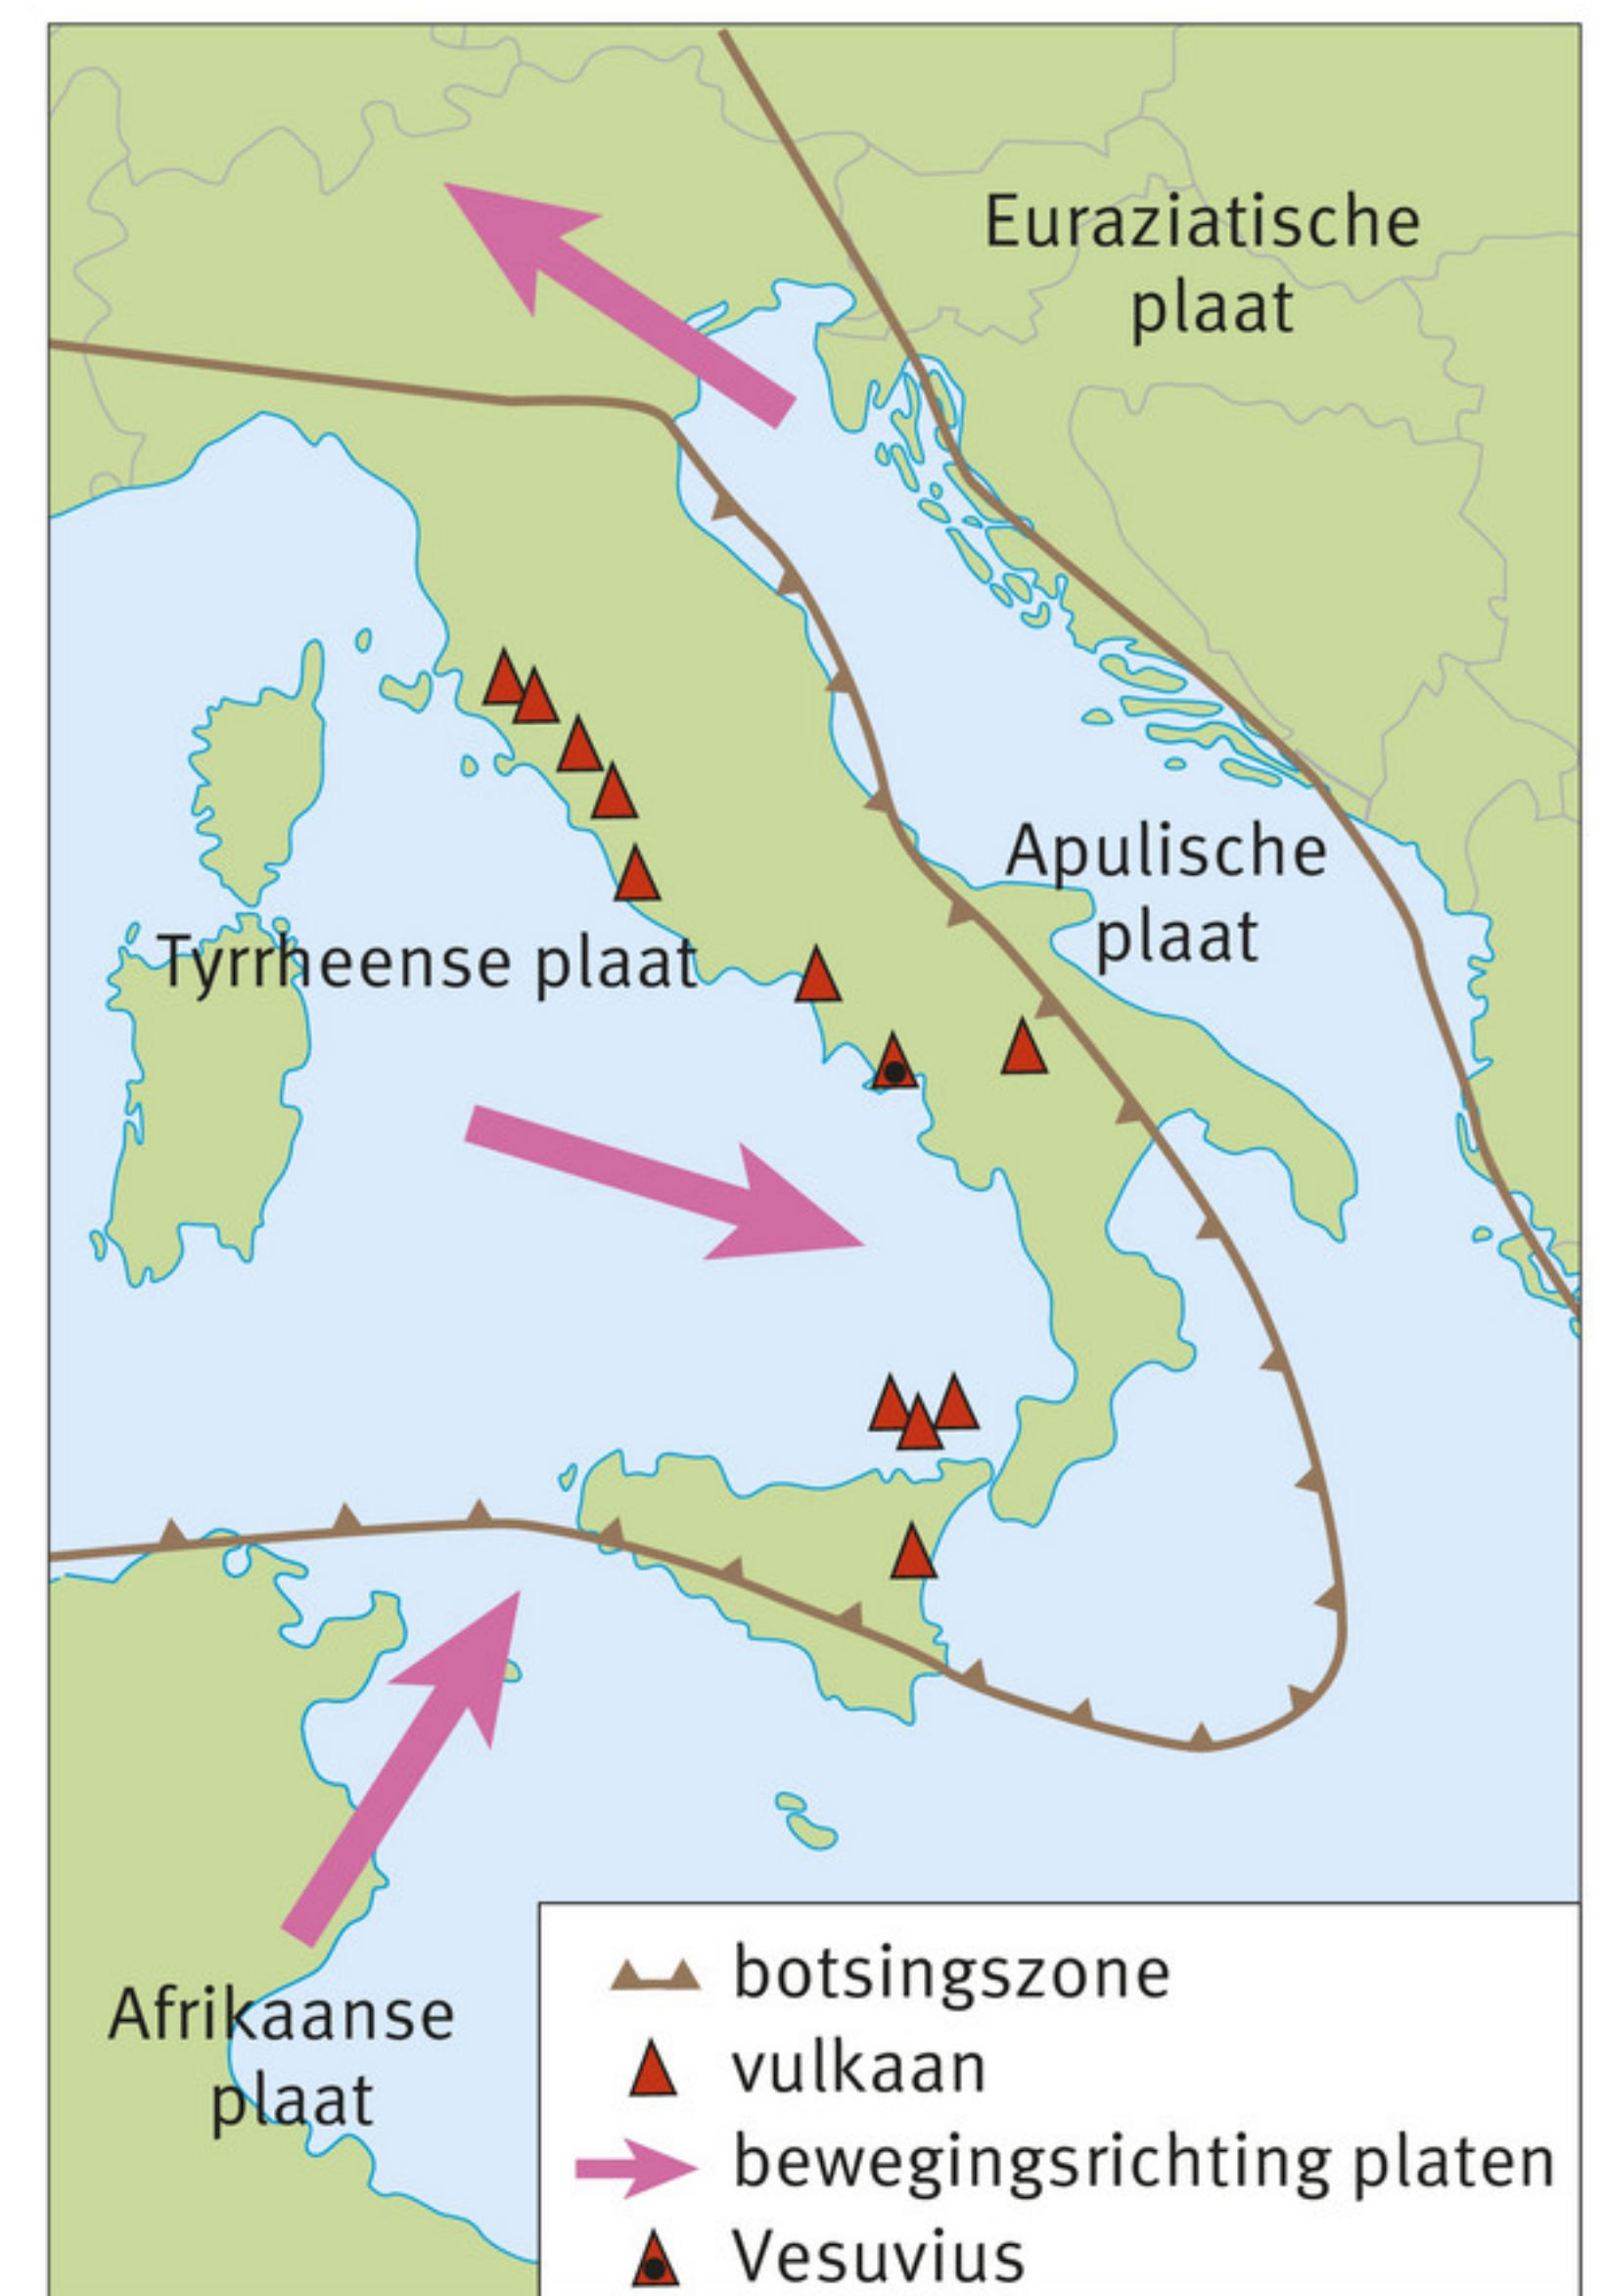 Euraziatische
plaat
Apulische
plaat
Tyrrheense plaat
Afrikaanse
plaat
botsingszone
vulkaan
bewegingsrichting platen
Vesuvius